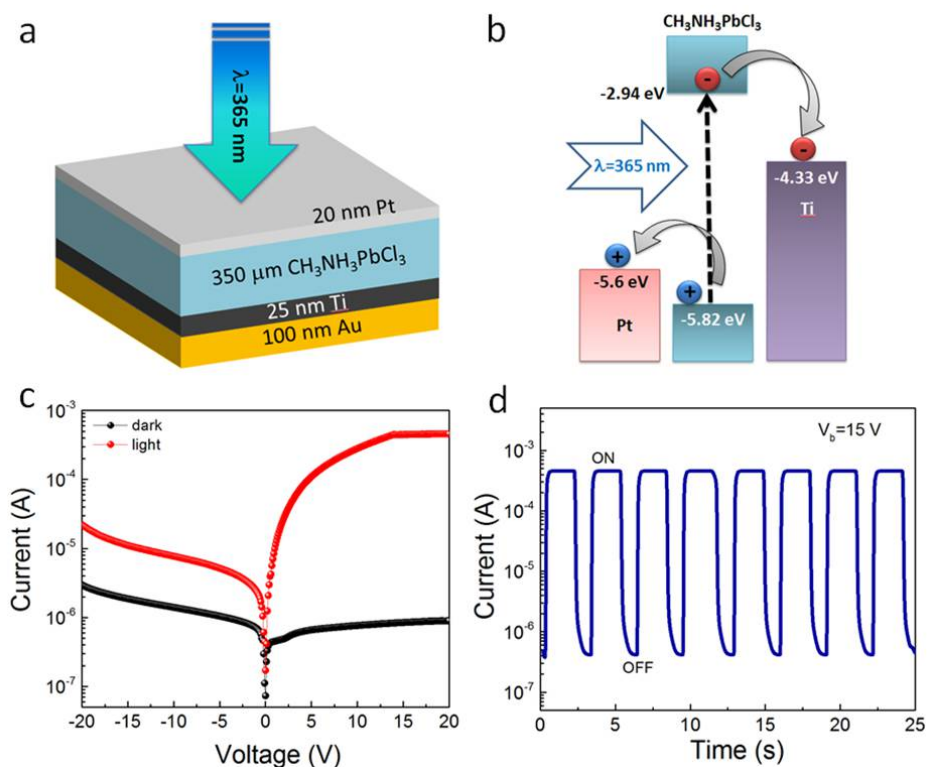 a
λ=365 nm
20 nm Pt
350 μm CH₃NH₃PbCl₃
25 nm Ti
100 nm Au
b
CH₃NH₃PbCl₃
-
-2.94 eV
-
λ=365 nm
-4.33 eV
Ti
+
-5.6 eV
+
Pt
-5.82 eV
c
10⁻³
10⁻⁴
10⁻⁵
10⁻⁶
10⁻⁷
Current (A)
dark
light
-20 -15 -10 -5 0 5 10 15 20
Voltage (V)
d
10⁻³
10⁻⁴
10⁻⁵
10⁻⁶
10⁻⁷
Current (A)
V_b=15 V
ON
OFF
0 5 10 15 20 25
Time (s)